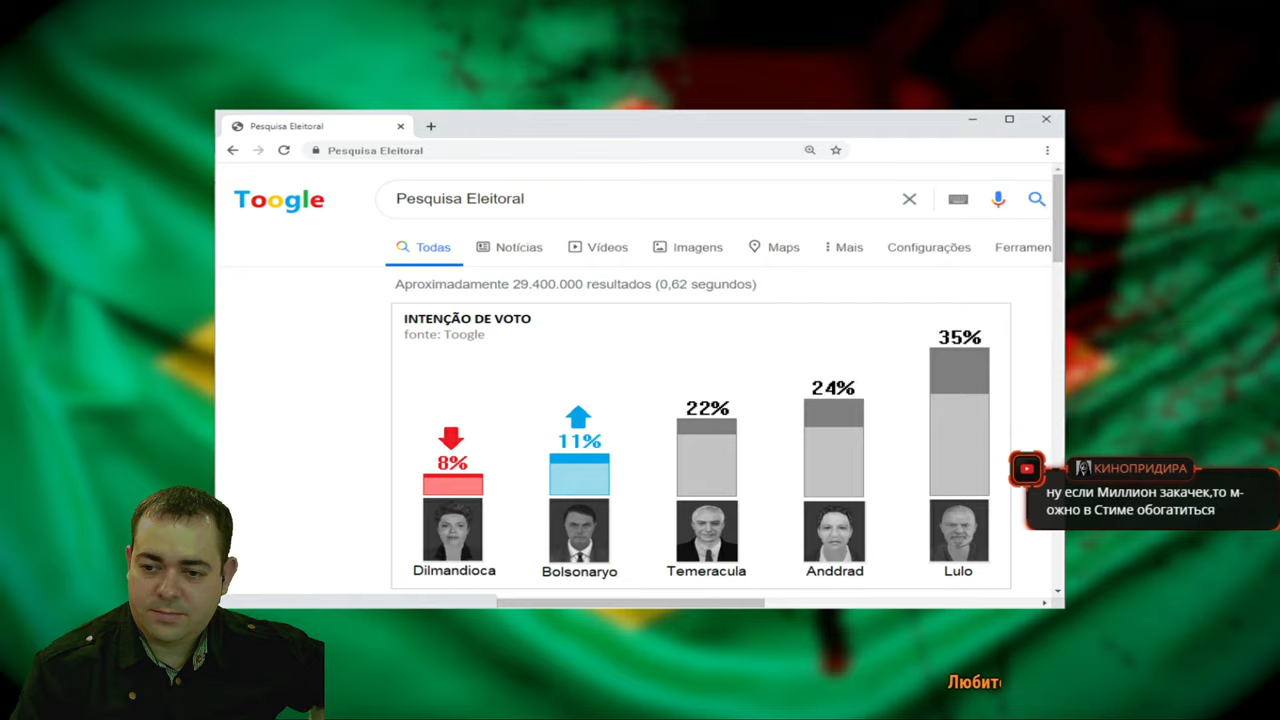 Pesquisa Eleitoral
Pesquisa Eleitoral
Toogle
Pesquisa Eleitoral
Todas Notícias Vídeos Imagens Maps Mais Configurações Ferramen
Aproximadamente 29.400.000 resultados (0,62 segundos)
INTENÇÃO DE VOTO
fonte: Toogle
8% 11% 22% 24% 35%
Dilmandioca Bolsonaryo Temeracula Anddrad Lulo
КИНОПРИДИРА
ну если Миллион закачек,то м-
ожно в Стиме обогатиться
Любит